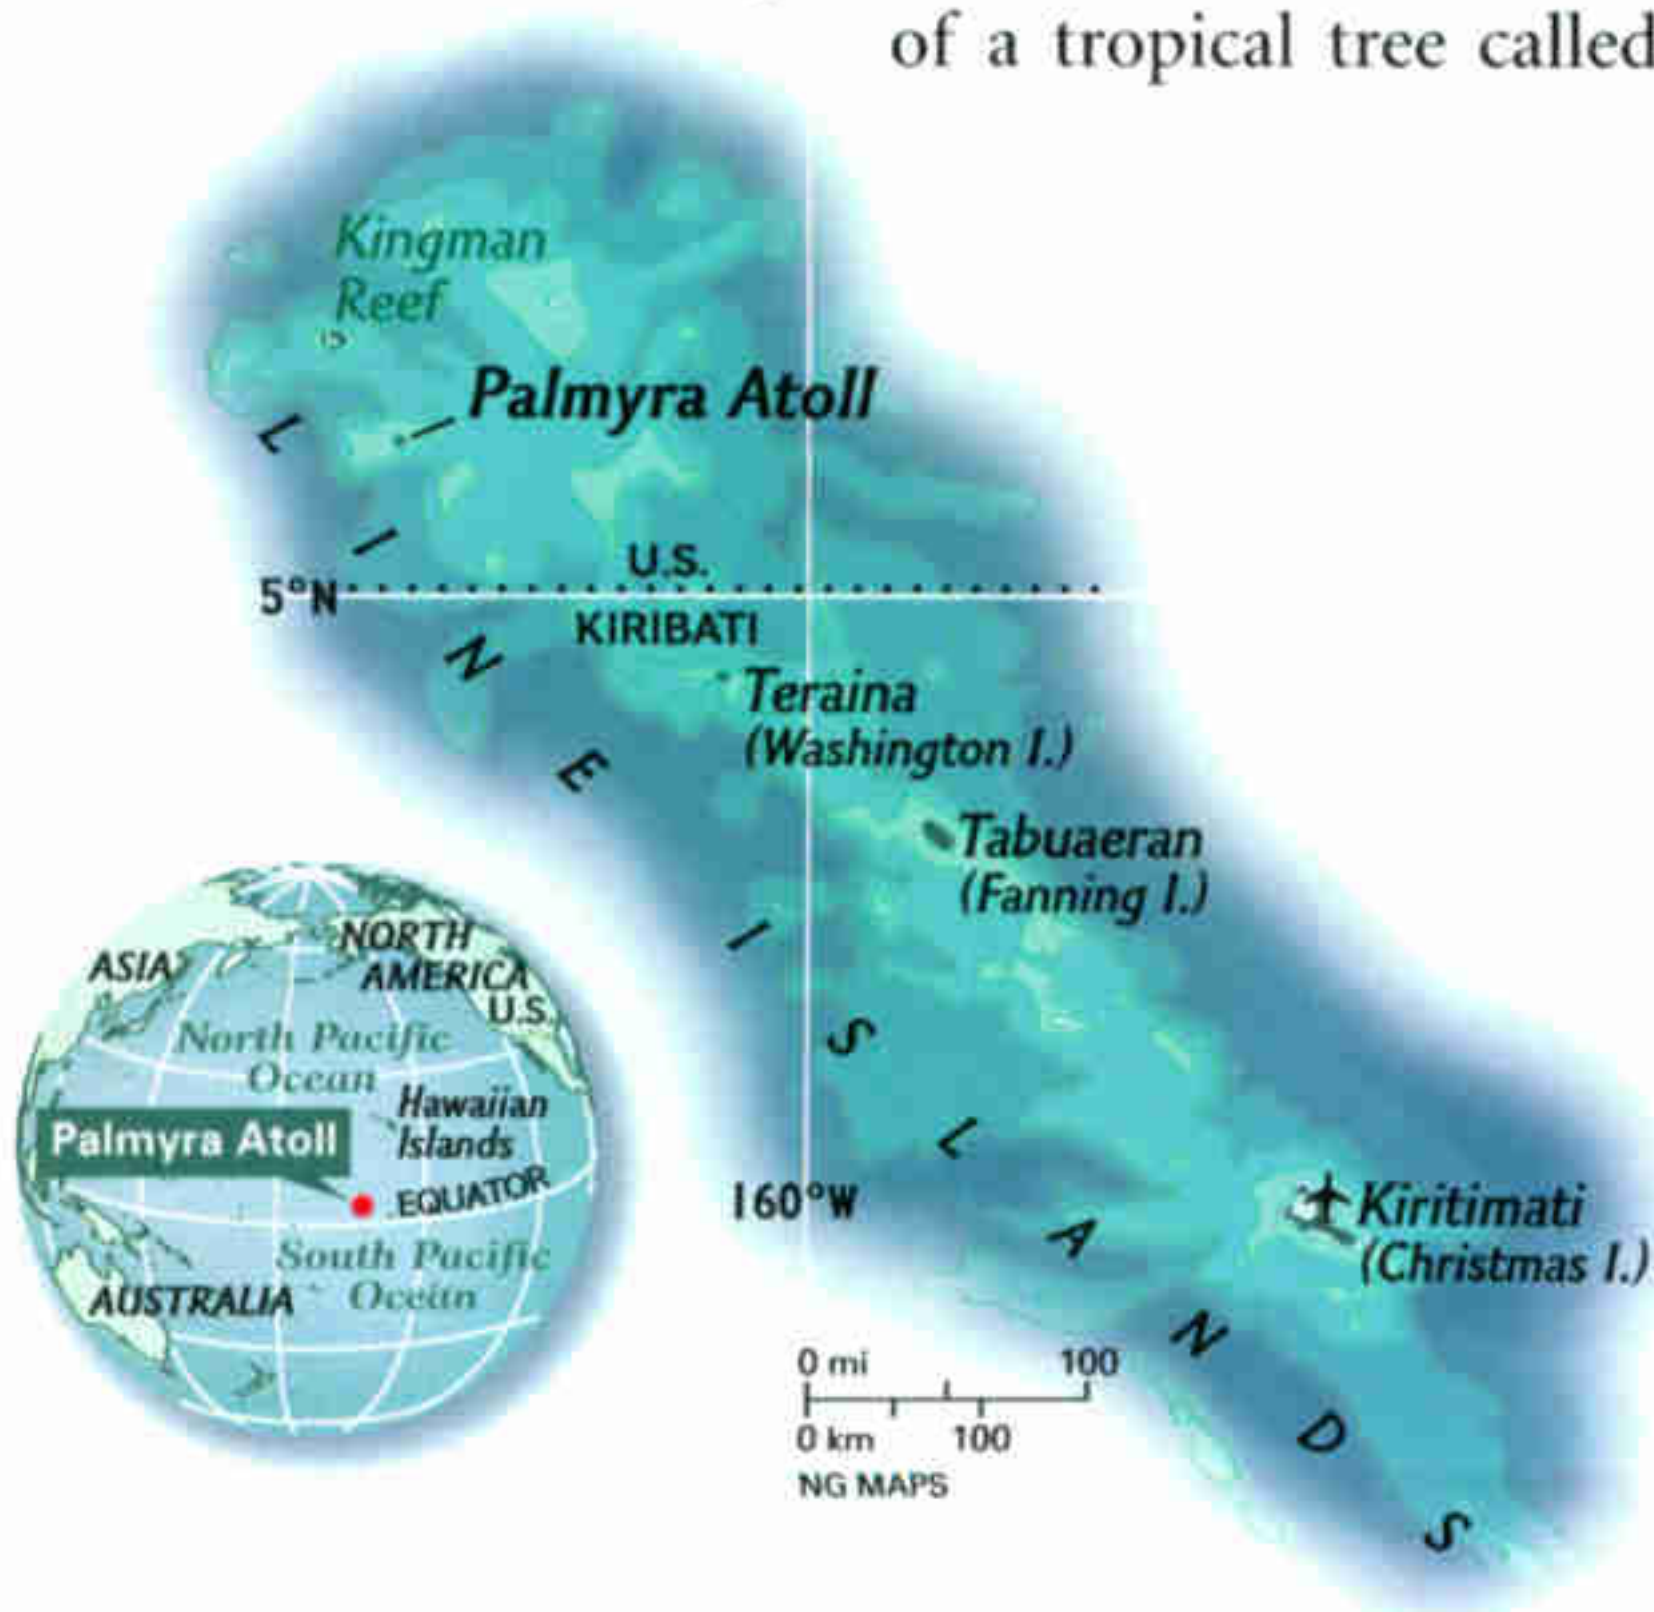 of a tropical tree called
Kingman
Reef
Palmyra Atoll
LINE ISLANDS
U.S.
5°N
KIRIBATI
Teraina
(Washington I.)
Tabuaeran
(Fanning I.)
160°W
Kiritimati
(Christmas I.)
0 mi 100
0 km 100
NG MAPS
ASIA
NORTH
AMERICA
U.S.
North Pacific
Ocean
Hawaiian
Islands
Palmyra Atoll
EQUATOR
South Pacific
Ocean
AUSTRALIA